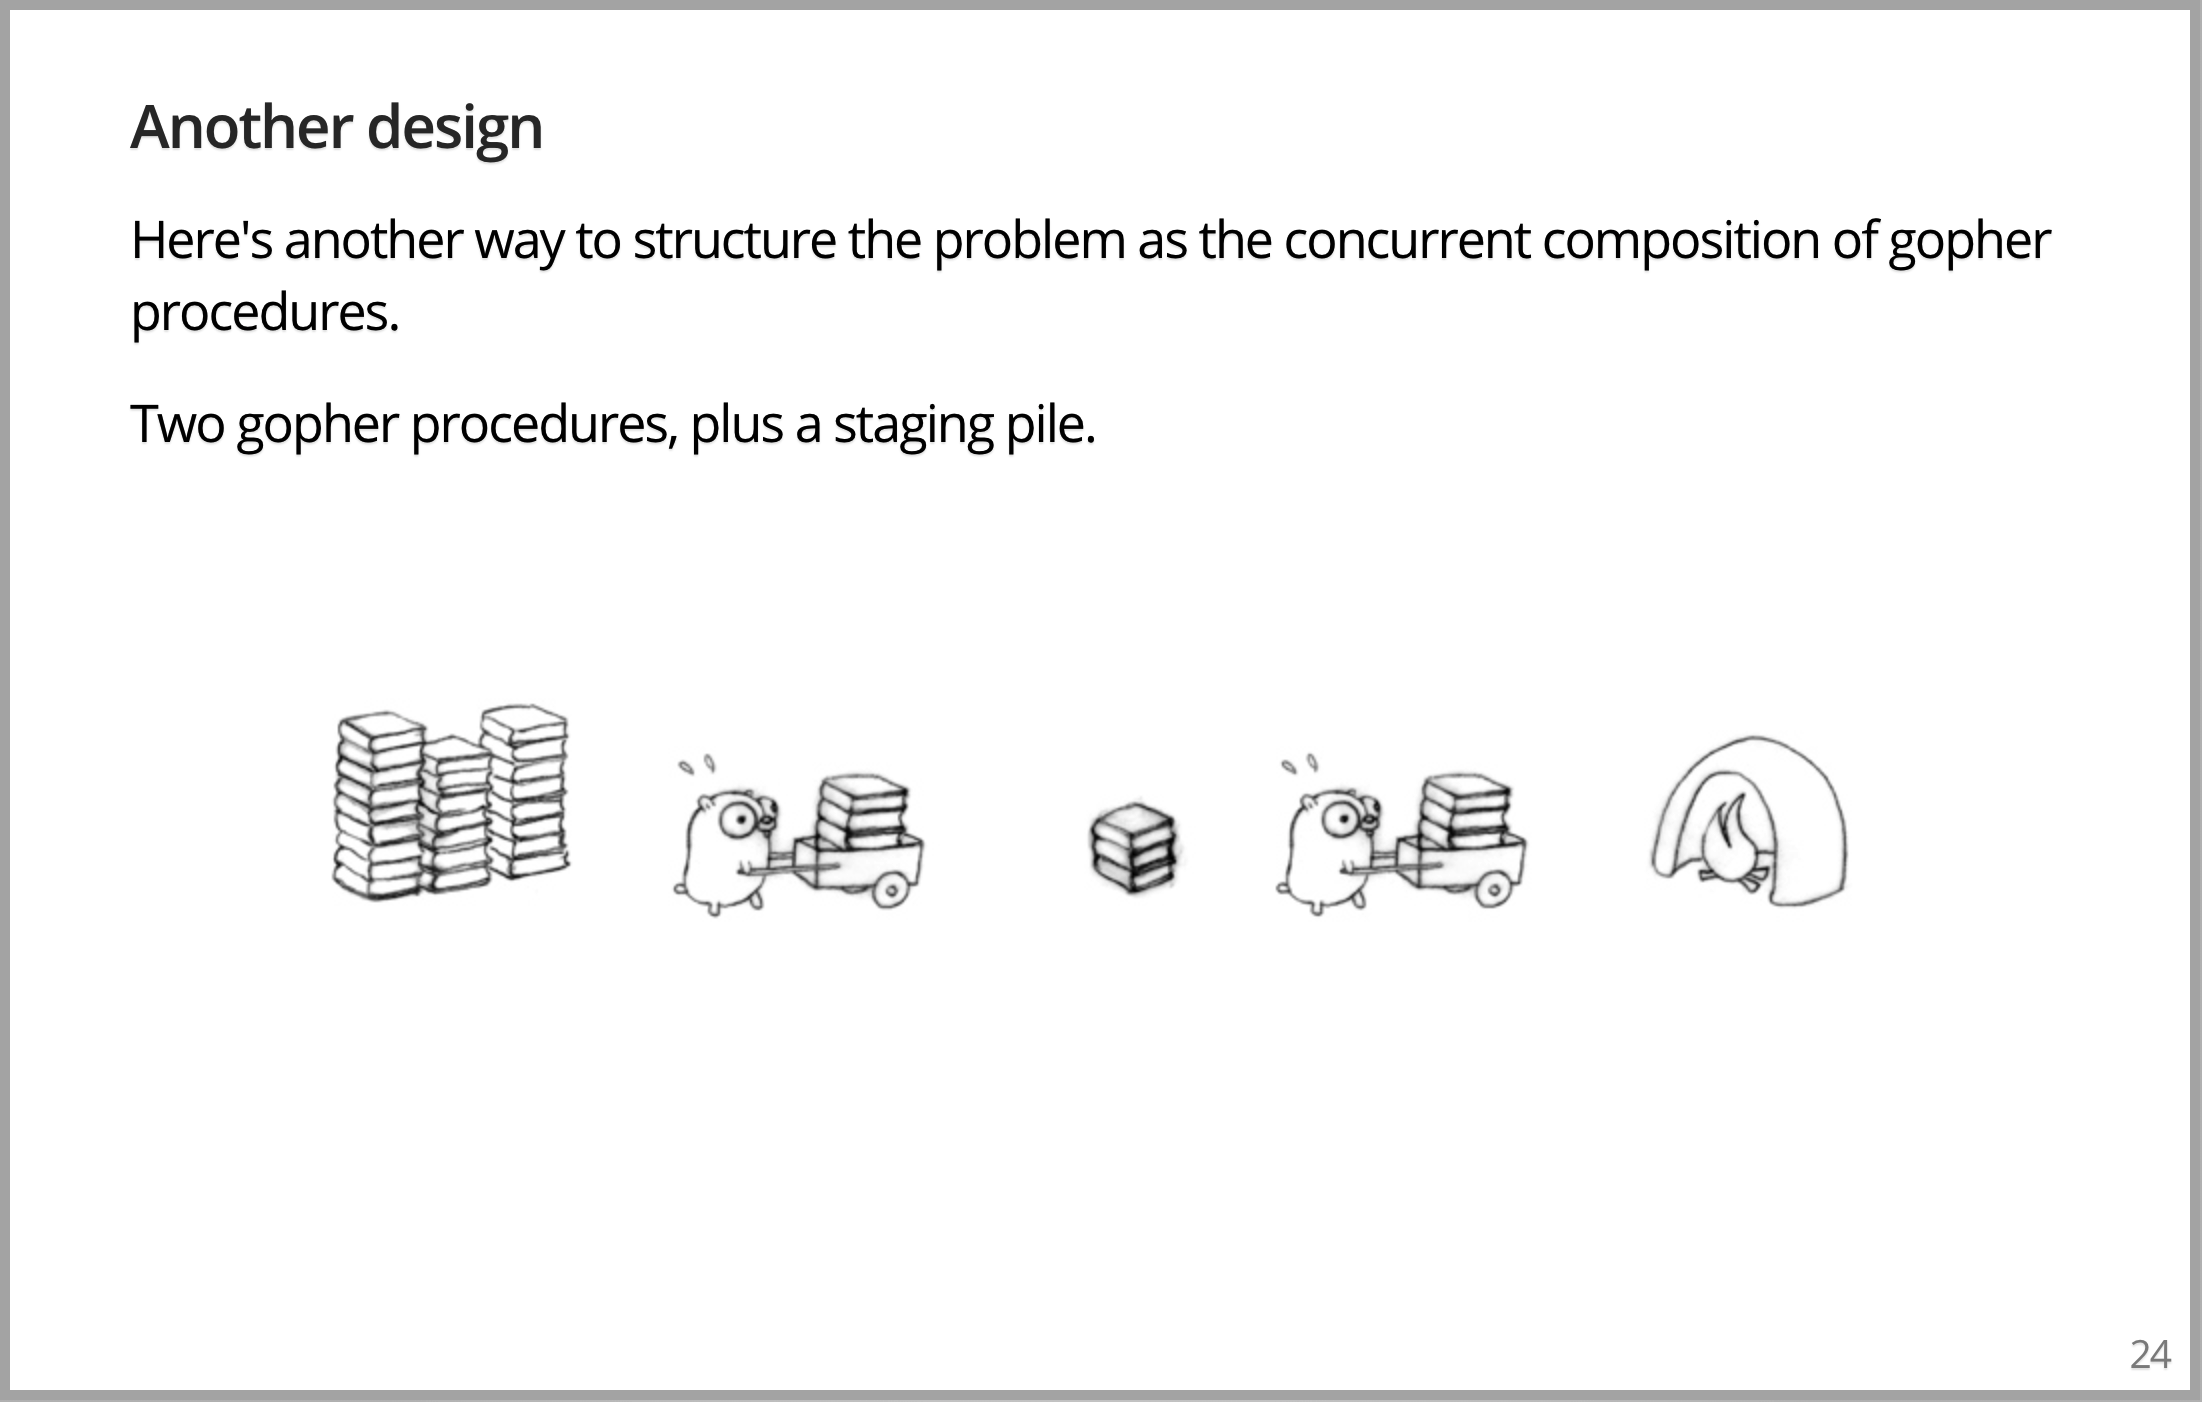 Another design
Here's another way to structure the problem as the concurrent composition of gopher
procedures.
Two gopher procedures, plus a staging pile.
24